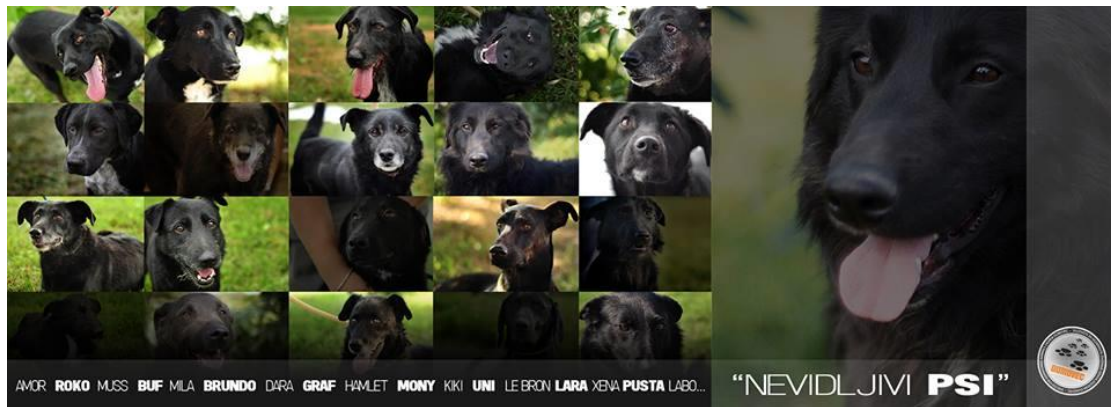 AMOR ROKO MUSS BUF MILA BRUNDO DARA GRAF HAMLET MONY KIKI UNI LE BRON LARA XENA PUSTA LABO...
“NEVIDLJIVI PSI”
DUMOVEC